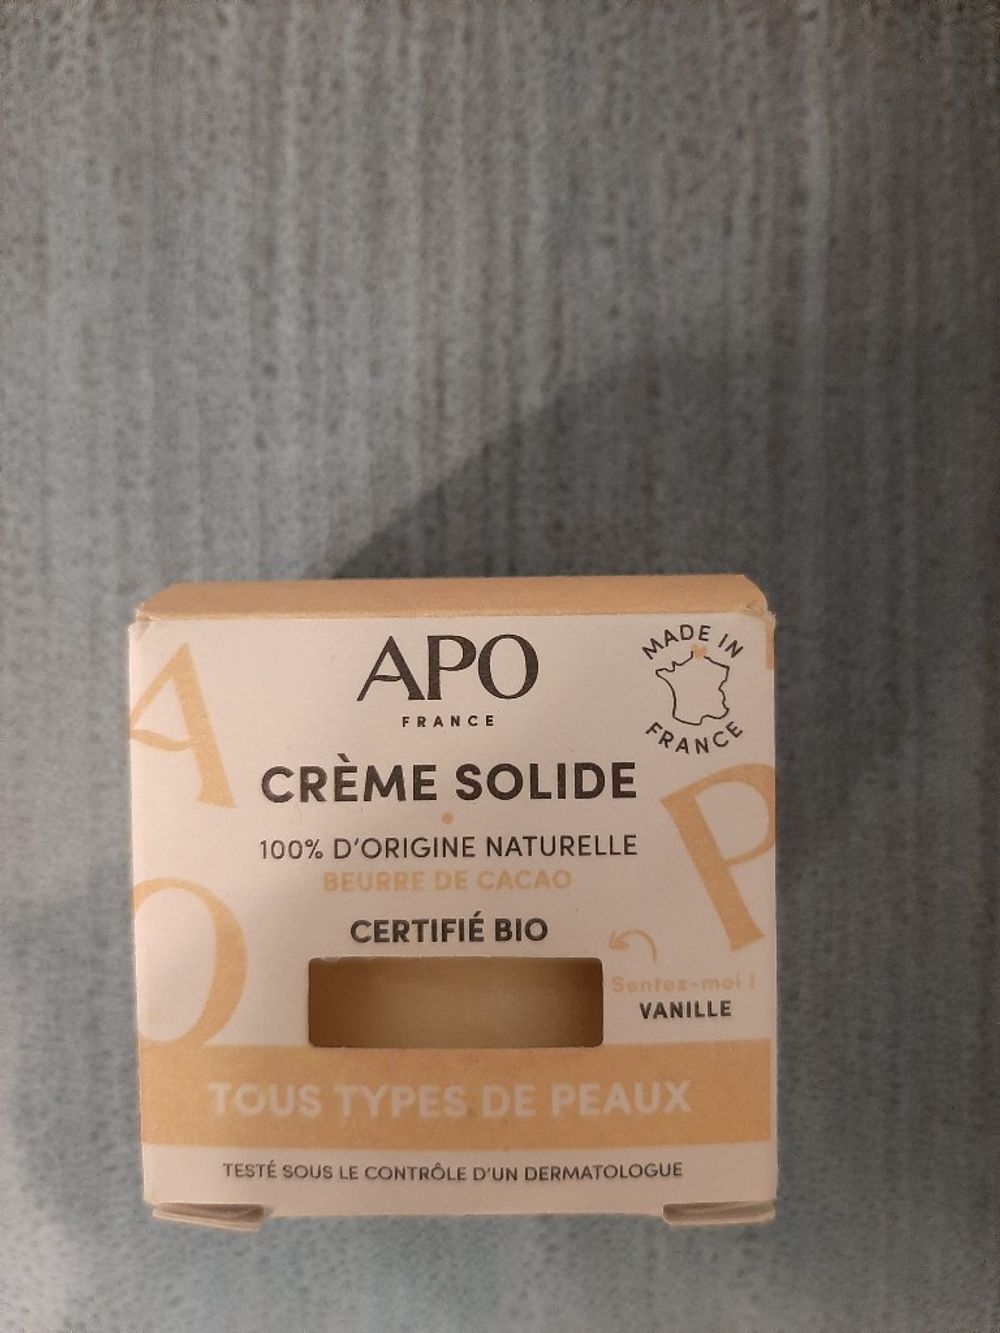 APO
FRANCE
MADE IN
FRANCE
CRÈME SOLIDE
100% D'ORIGINE NATURELLE
BEURRE DE CACAO
CERTIFIÉ BIO
Sentez-moi !
VANILLE
TOUS TYPES DE PEAUX
TESTÉ SOUS LE CONTRÔLE D'UN DERMATOLOGUE
A
P
O